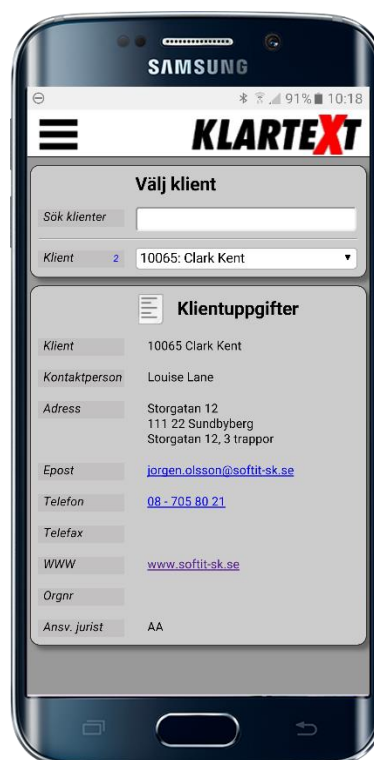 SAMSUNG
91% 10:18
KLARTEXT
Välj klient
Sök klienter
Klient 2 10065: Clark Kent
Klientuppgifter
Klient 10065 Clark Kent
Kontaktperson Louise Lane
Adress Storgatan 12
111 22 Sundbyberg
Storgatan 12, 3 trappor
Epost jorgen.olsson@softit-sk.se
Telefon 08 - 705 80 21
Telefax
WWW www.softit-sk.se
Orgnr
Ansv. jurist AA